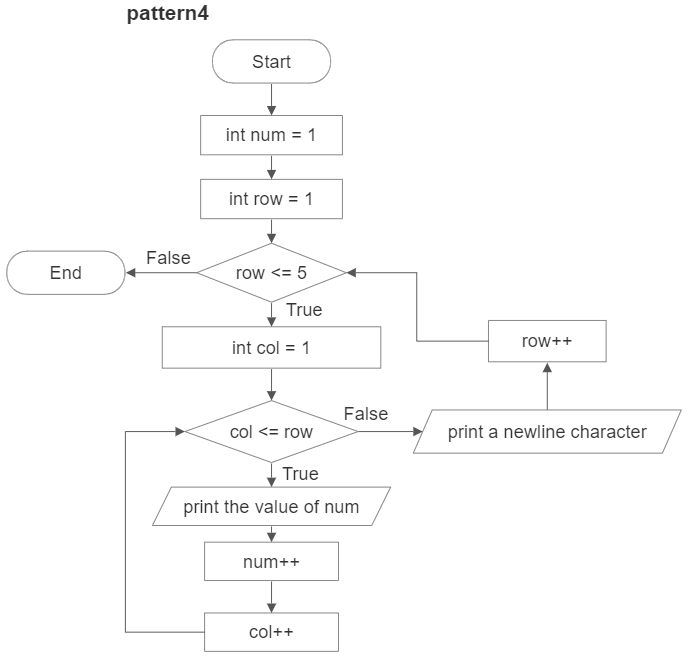 pattern4
Start
int num = 1
int row = 1
row <= 5
False
End
True
int col = 1
col <= row
False
print a newline character
row++
True
print the value of num
num++
col++